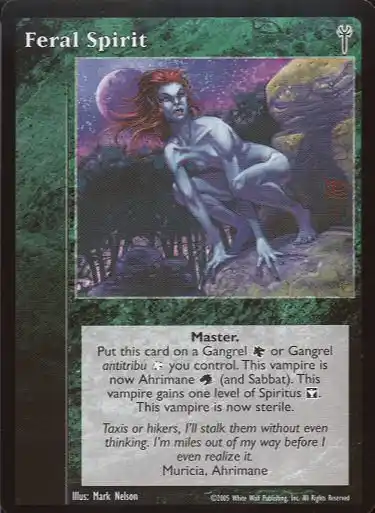 Feral Spirit
Master.
Put this card on a Gangrel or Gangrel
antitribu you control. This vampire is
now Ahrimane (and Sabbat). This
vampire gains one level of Spiritus.
This vampire is now sterile.
Taxis or hikers, I'll stalk them without even
thinking. I'm miles out of my way before I
even realize it.
Muricia, Ahrimane
Illus: Mark Nelson
©2005 White Wolf Publishing, Inc. All Rights Reserved